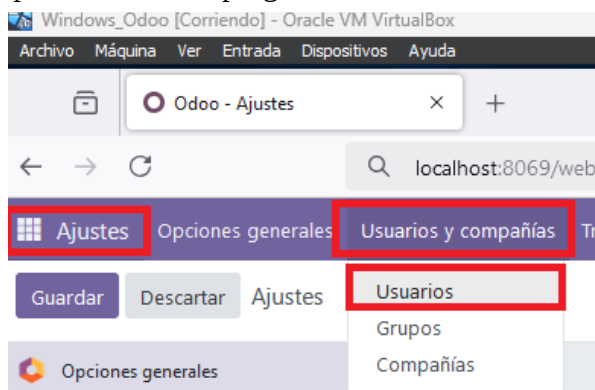 Windows_Odoo [Corriendo] - Oracle VM VirtualBox
Archivo Máquina Ver Entrada Dispositivos Ayuda
Odoo - Ajustes
localhost:8069/web
Ajustes Opciones generales Usuarios y compañías
Guardar Descartar Ajustes Usuarios
Grupos
Opciones generales Compañías